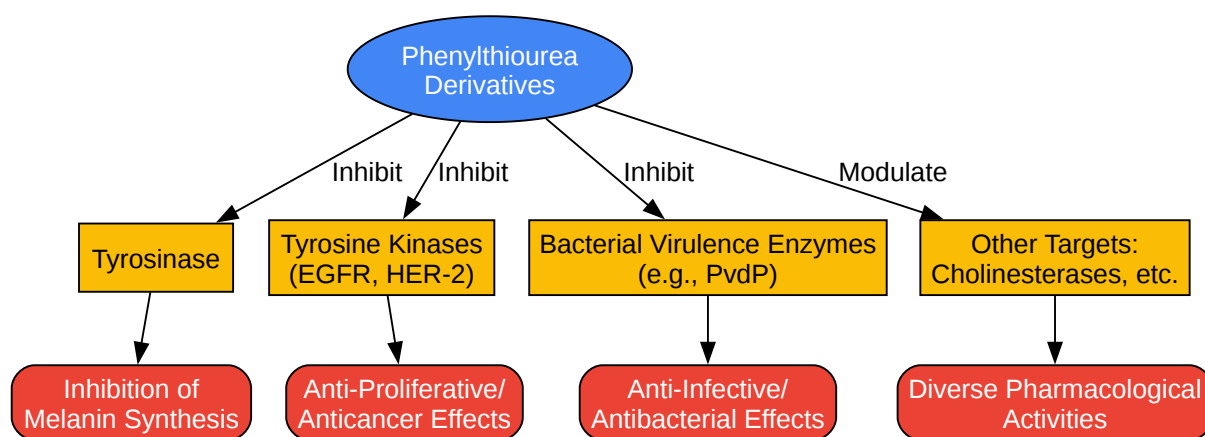 Phenylthiourea
Derivatives
Inhibit
Inhibit
Inhibit
Modulate
Tyrosinase
Tyrosine Kinases
(EGFR, HER-2)
Bacterial Virulence Enzymes
(e.g., PvdP)
Other Targets:
Cholinesterases, etc.
Inhibition of
Melanin Synthesis
Anti-Proliferative/
Anticancer Effects
Anti-Infective/
Antibacterial Effects
Diverse Pharmacological
Activities